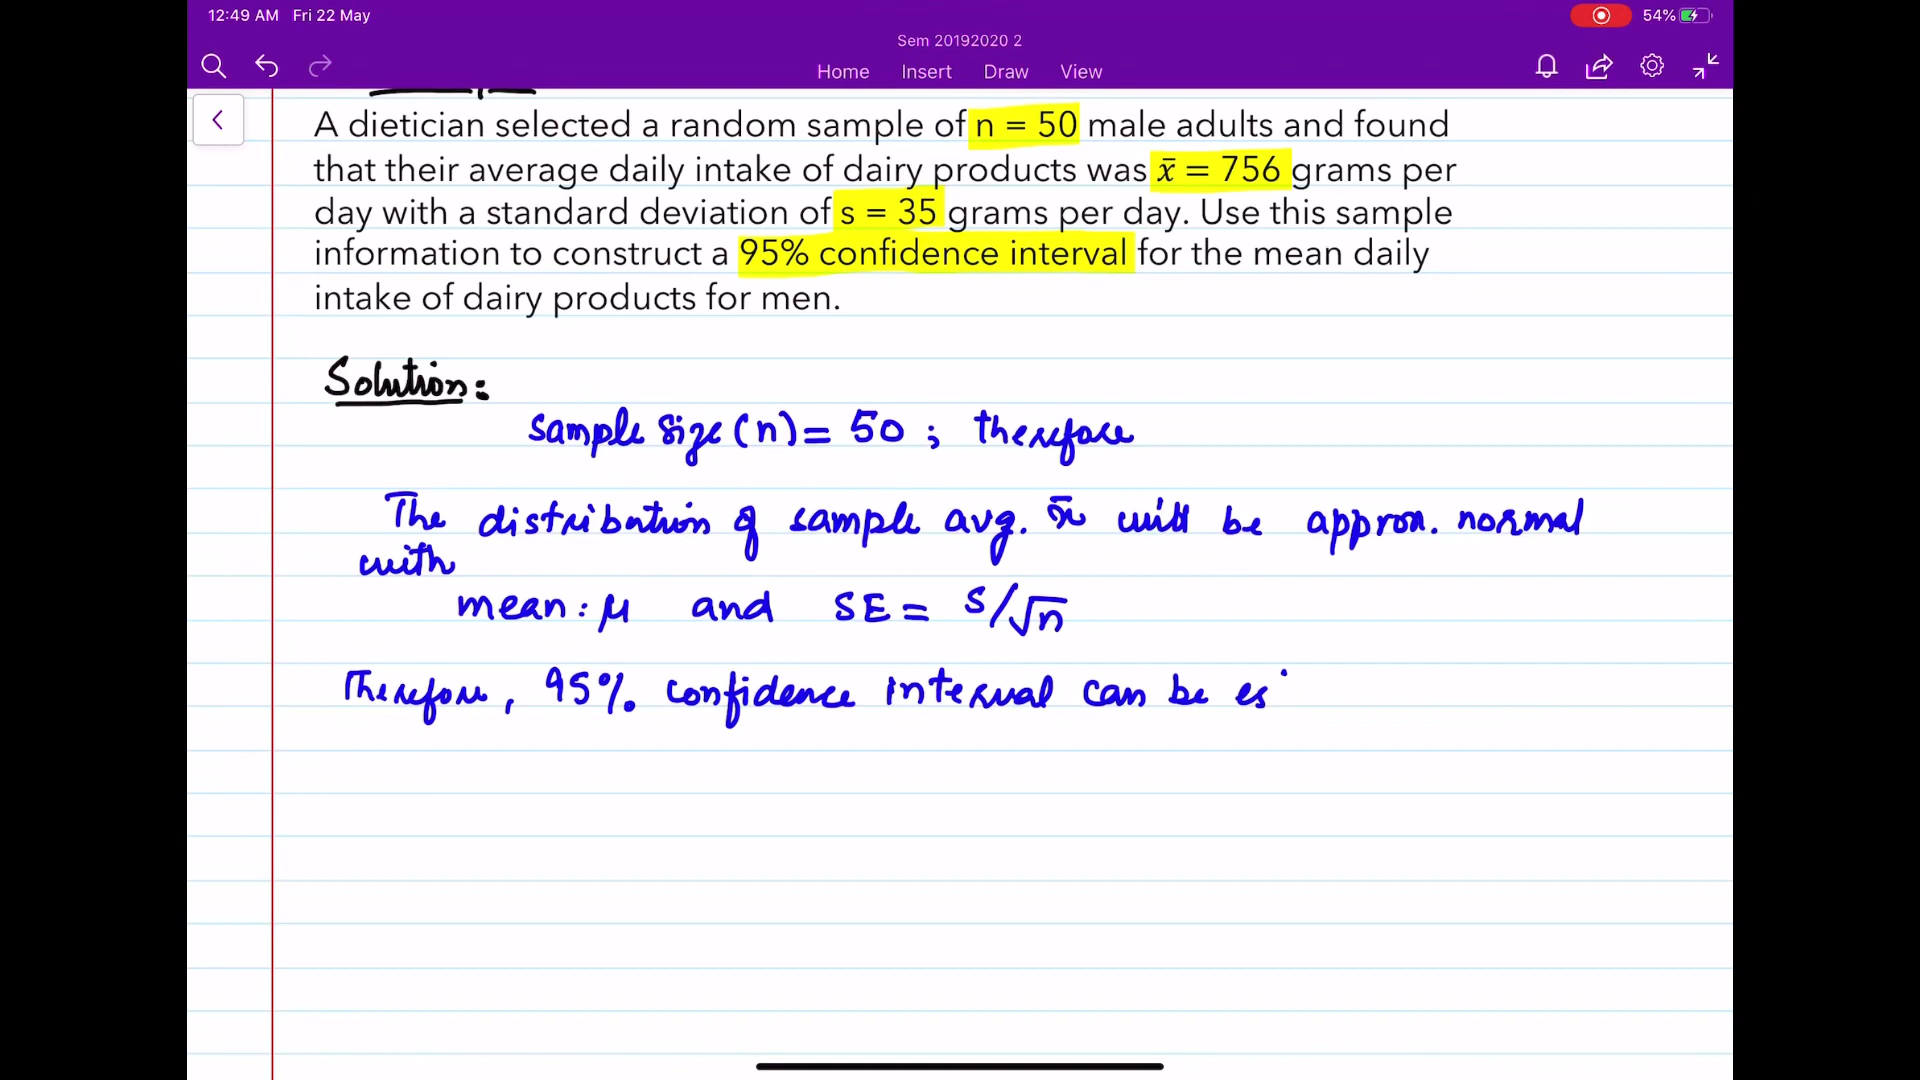 12:49 AM Fri 22 May
54%
Sem 20192020 2
Home Insert Draw View
A dietician selected a random sample of n = 50 male adults and found
that their average daily intake of dairy products was x̄ = 756 grams per
day with a standard deviation of s = 35 grams per day. Use this sample
information to construct a 95% confidence interval for the mean daily
intake of dairy products for men.
Solution:
Sample size (n) = 50 ; therefore
The distribution of sample avg. x̄ will be approx. normal
with
mean: μ and SE = s/√n
Therefore, 95% confidence interval can be es